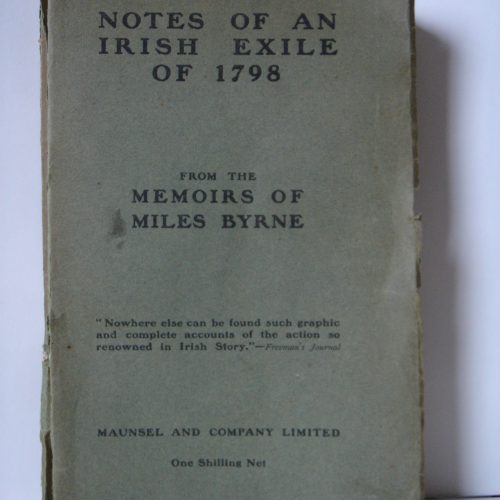 NOTES OF AN
IRISH EXILE
OF 1798
FROM THE
MEMOIRS OF
MILES BYRNE
"Nowhere else can be found such graphic
and complete accounts of the action so
renowned in Irish Story."—Freeman's Journal
MAUNSEL AND COMPANY LIMITED
One Shilling Net